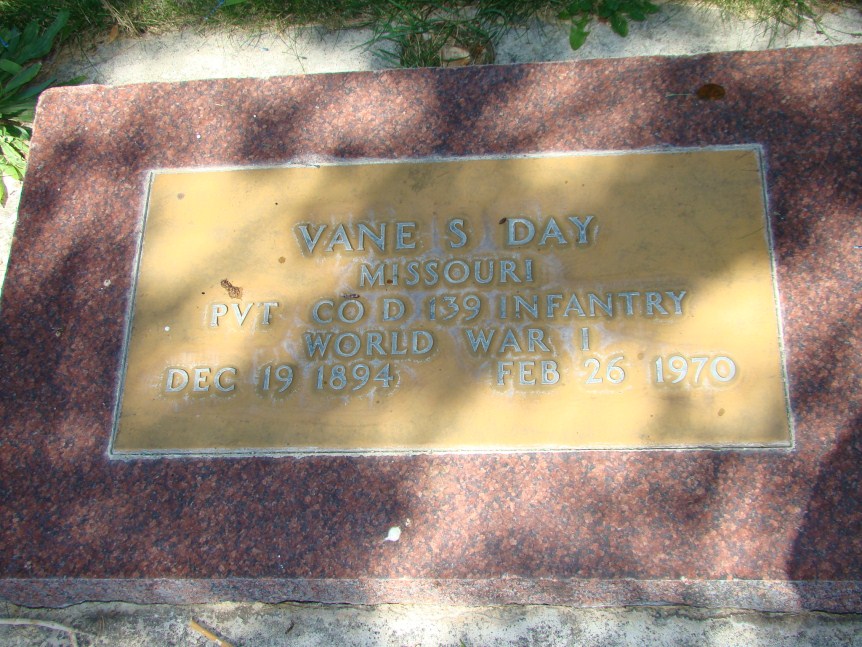 VANE S DAY
MISSOURI
PVT CO D 139 INFANTRY
WORLD WAR I
DEC 19 1894 FEB 26 1970